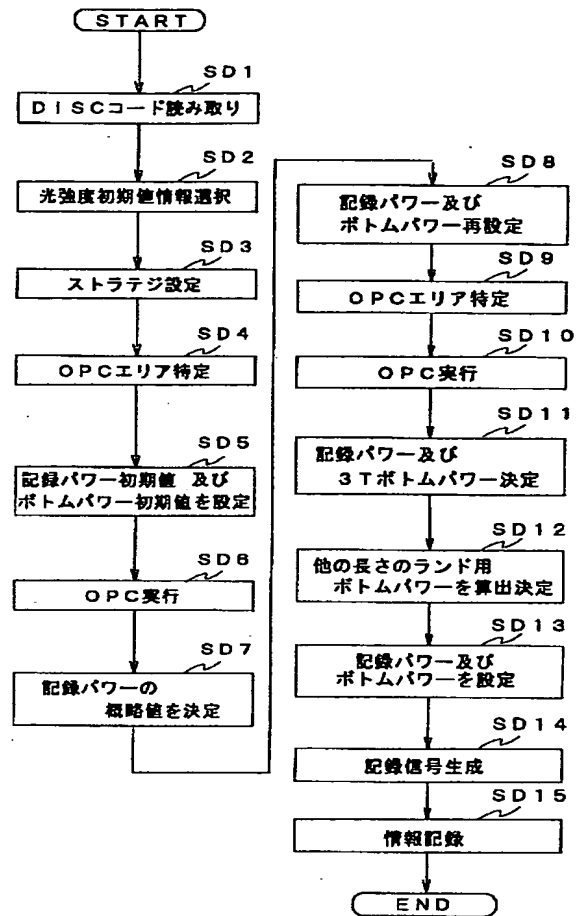 START
SD1
DISCコード読み取り
SD2
光強度初期値情報選択
SD3
ストラテジ設定
SD4
OPCエリア特定
SD5
記録パワー初期値 及び
ボトムパワー初期値を設定
SD6
OPC実行
SD7
記録パワーの
概略値を決定
SD8
記録パワー及び
ボトムパワー再設定
SD9
OPCエリア特定
SD10
OPC実行
SD11
記録パワー及び
3Tボトムパワー決定
SD12
他の長さのランド用
ボトムパワーを算出決定
SD13
記録パワー及び
ボトムパワーを設定
SD14
記録信号生成
SD15
情報記録
END